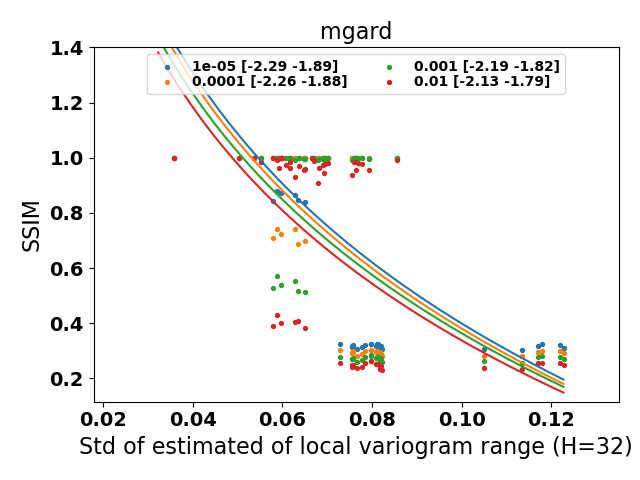 mgard
1e-05 [-2.29 -1.89]
0.0001 [-2.26 -1.88]
0.001 [-2.19 -1.82]
0.01 [-2.13 -1.79]
SSIM
1.4
1.2
1.0
0.8
0.6
0.4
0.2
0.02 0.04 0.06 0.08 0.10 0.12
Std of estimated of local variogram range (H=32)